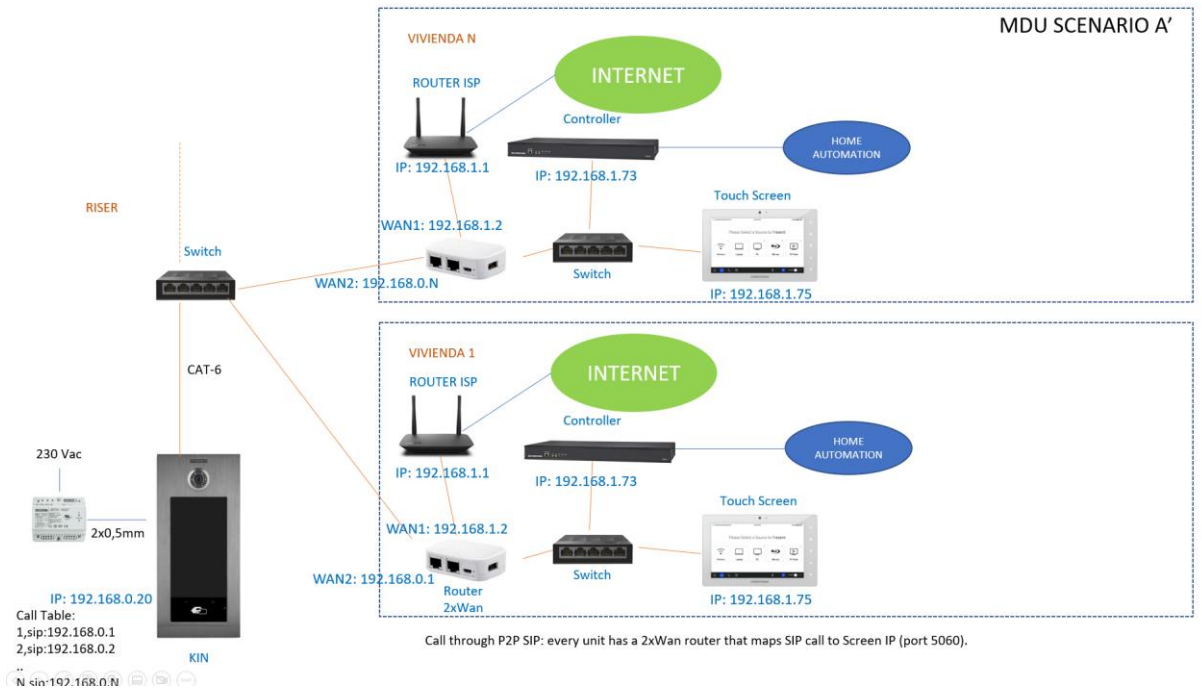 MDU SCENARIO A'
VIVIENDA N
INTERNET
ROUTER ISP
Controller
HOME
AUTOMATION
IP: 192.168.1.1
IP: 192.168.1.73
Touch Screen
RISER
WAN1: 192.168.1.2
Switch
Switch
WAN2: 192.168.0.N
IP: 192.168.1.75
CAT-6
VIVIENDA 1
INTERNET
ROUTER ISP
Controller
HOME
AUTOMATION
230 Vac
IP: 192.168.1.1
IP: 192.168.1.73
Touch Screen
2x0,5mm
WAN1: 192.168.1.2
Switch
WAN2: 192.168.0.1
Router
2xWan
IP: 192.168.1.75
IP: 192.168.0.20
Call Table:
1,sip:192.168.0.1
2,sip:192.168.0.2
..
N,sip:192.168.0.N
KIN
Call through P2P SIP: every unit has a 2xWan router that maps SIP call to Screen IP (port 5060).